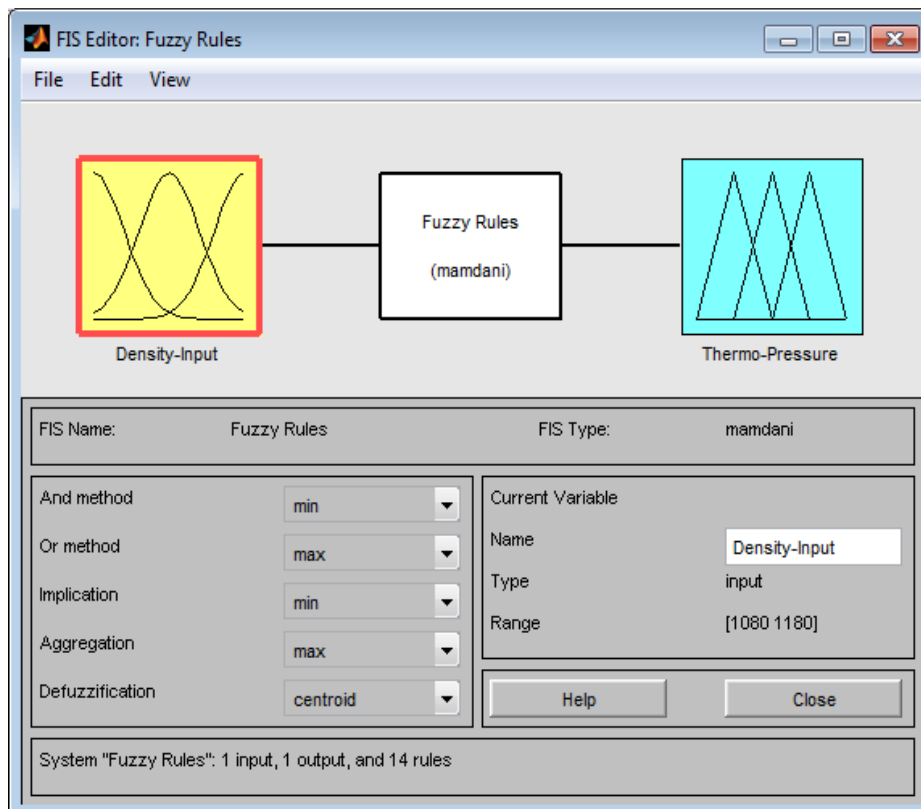 FIS Editor: Fuzzy Rules
File Edit View
Fuzzy Rules
(mamdani)
Density-Input
Thermo-Pressure
FIS Name: Fuzzy Rules FIS Type: mamdani
And method min
Or method max
Implication min
Aggregation max
Defuzzification centroid
Current Variable
Name Density-Input
Type input
Range [1080 1180]
Help Close
System "Fuzzy Rules": 1 input, 1 output, and 14 rules